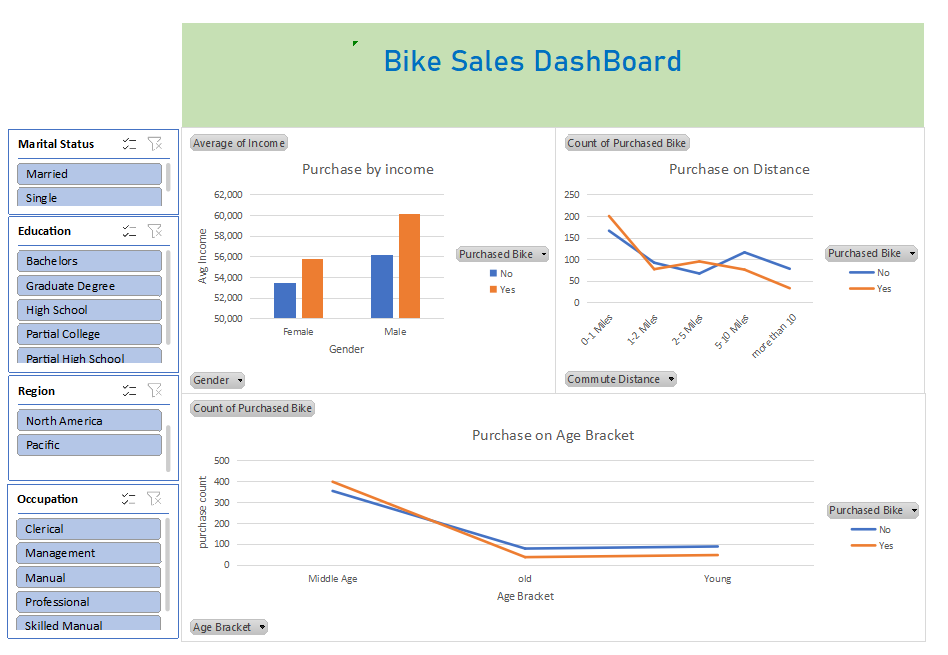 Bike Sales DashBoard
Marital Status
Married
Single
Education
Bachelors
Graduate Degree
High School
Partial College
Partial High School
Region
North America
Pacific
Occupation
Clerical
Management
Manual
Professional
Skilled Manual
Average of Income
Purchase by income
62,000
60,000
58,000
56,000
54,000
52,000
50,000
Avg Income
Female
Male
Gender
Purchased Bike
No
Yes
Gender
Count of Purchased Bike
Purchase on Distance
250
200
150
100
50
0
0-1 Miles
1-2 Miles
2-5 Miles
5-10 Miles
more than 10
Purchased Bike
No
Yes
Commute Distance
Count of Purchased Bike
Purchase on Age Bracket
500
400
300
200
100
0
purchase count
Middle Age
old
Young
Age Bracket
Purchased Bike
No
Yes
Age Bracket